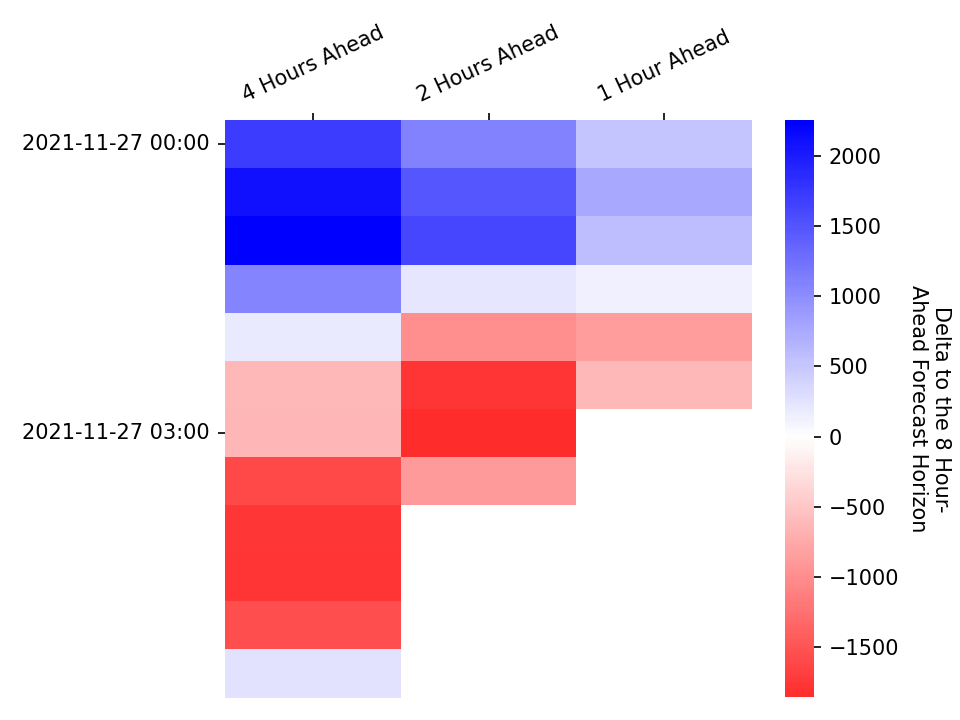 4 Hours Ahead
2 Hours Ahead
1 Hour Ahead
2021-11-27 00:00
2021-11-27 03:00
2000
1500
1000
500
0
−500
−1000
−1500
Delta to the 8 Hour-
Ahead Forecast Horizon